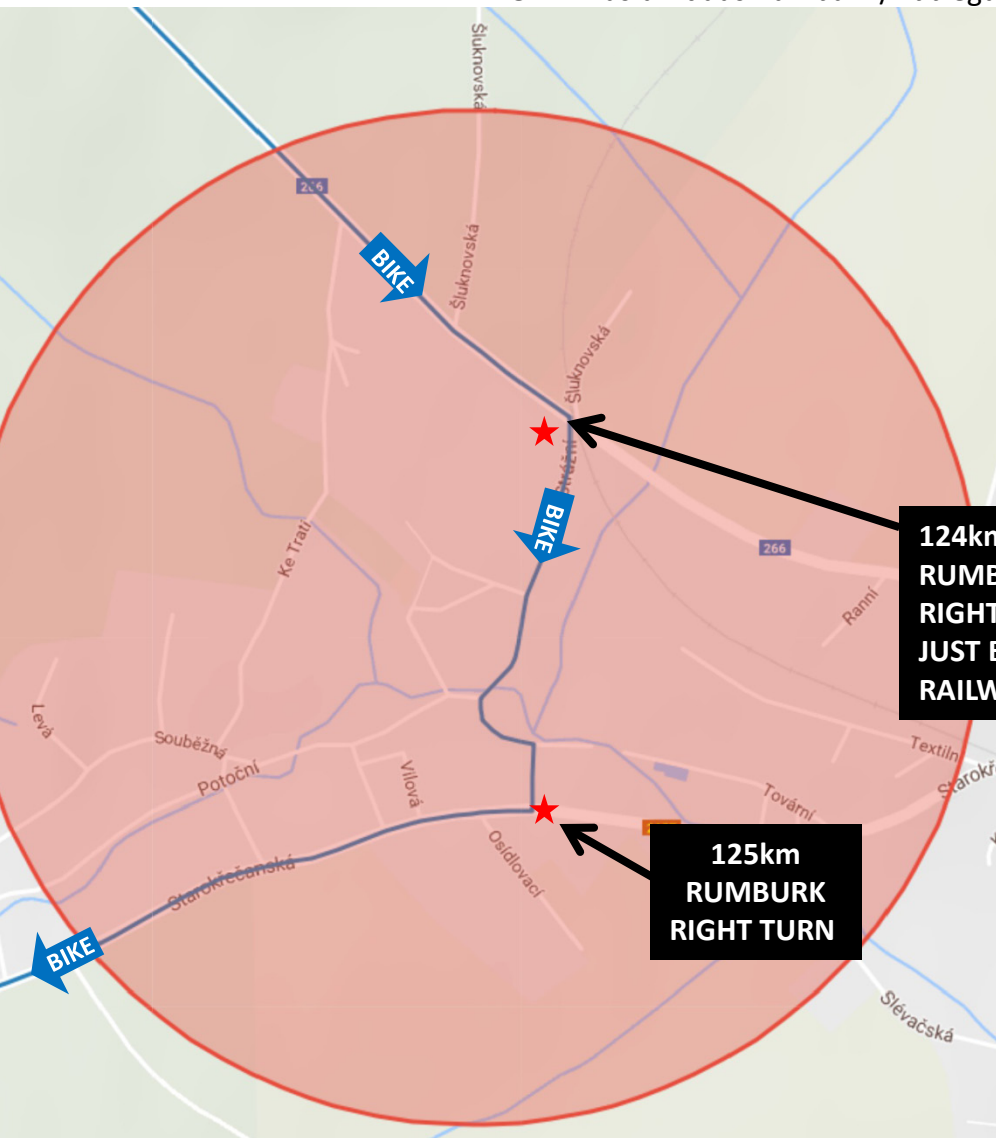 Šluknovská
266
BIKE
Šluknovská
Šluknovská
Strážní
BIKE
124km
RUMB
RIGHT
JUST B
RAILW
266
Ranní
Ke Trati
Levá
Souběžná
Potoční
Vilová
Textiln
Starokř
Tovární
Osídlovací
125km
RUMBURK
RIGHT TURN
Starokřečanská
BIKE
Slévačská